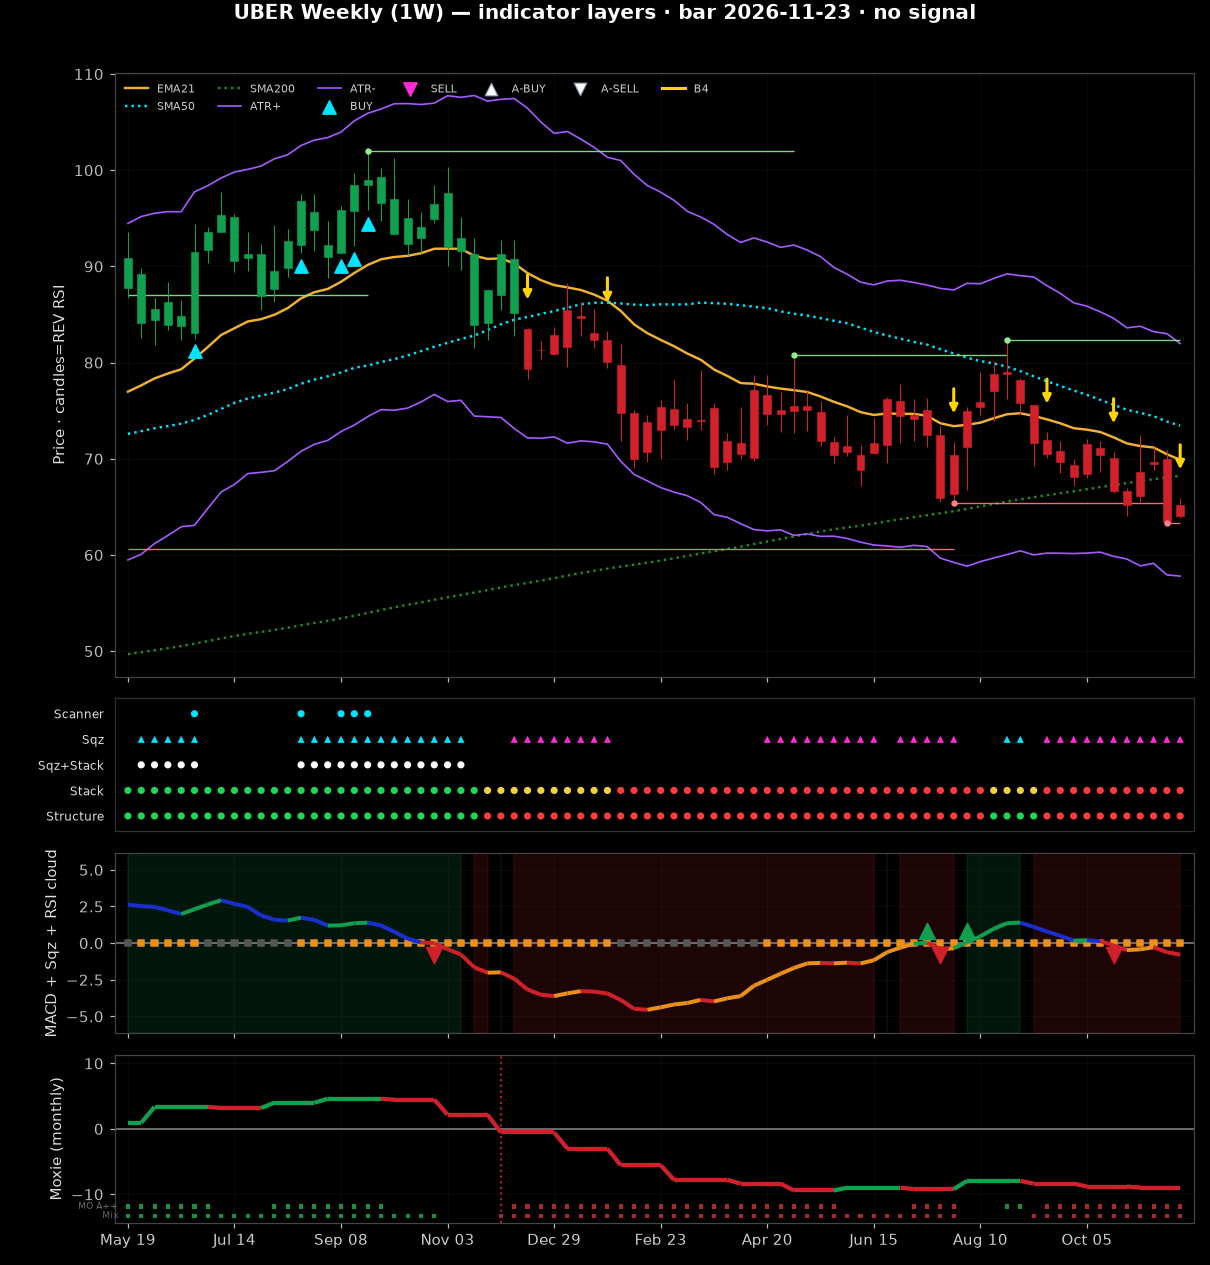 UBER Weekly (1W) — indicator layers · bar 2026-11-23 · no signal
EMA21 SMA200 ATR- SELL A-BUY A-SELL B4
SMA50 ATR+ BUY
Price · candles=REV RSI
110
100
90
80
70
60
50
Scanner
Sqz
Sqz+Stack
Stack
Structure
MACD + Sqz + RSI cloud
5.0
2.5
0.0
−2.5
−5.0
Moxie (monthly)
10
0
−10
MO A++
Mix
May 19 Jul 14 Sep 08 Nov 03 Dec 29 Feb 23 Apr 20 Jun 15 Aug 10 Oct 05